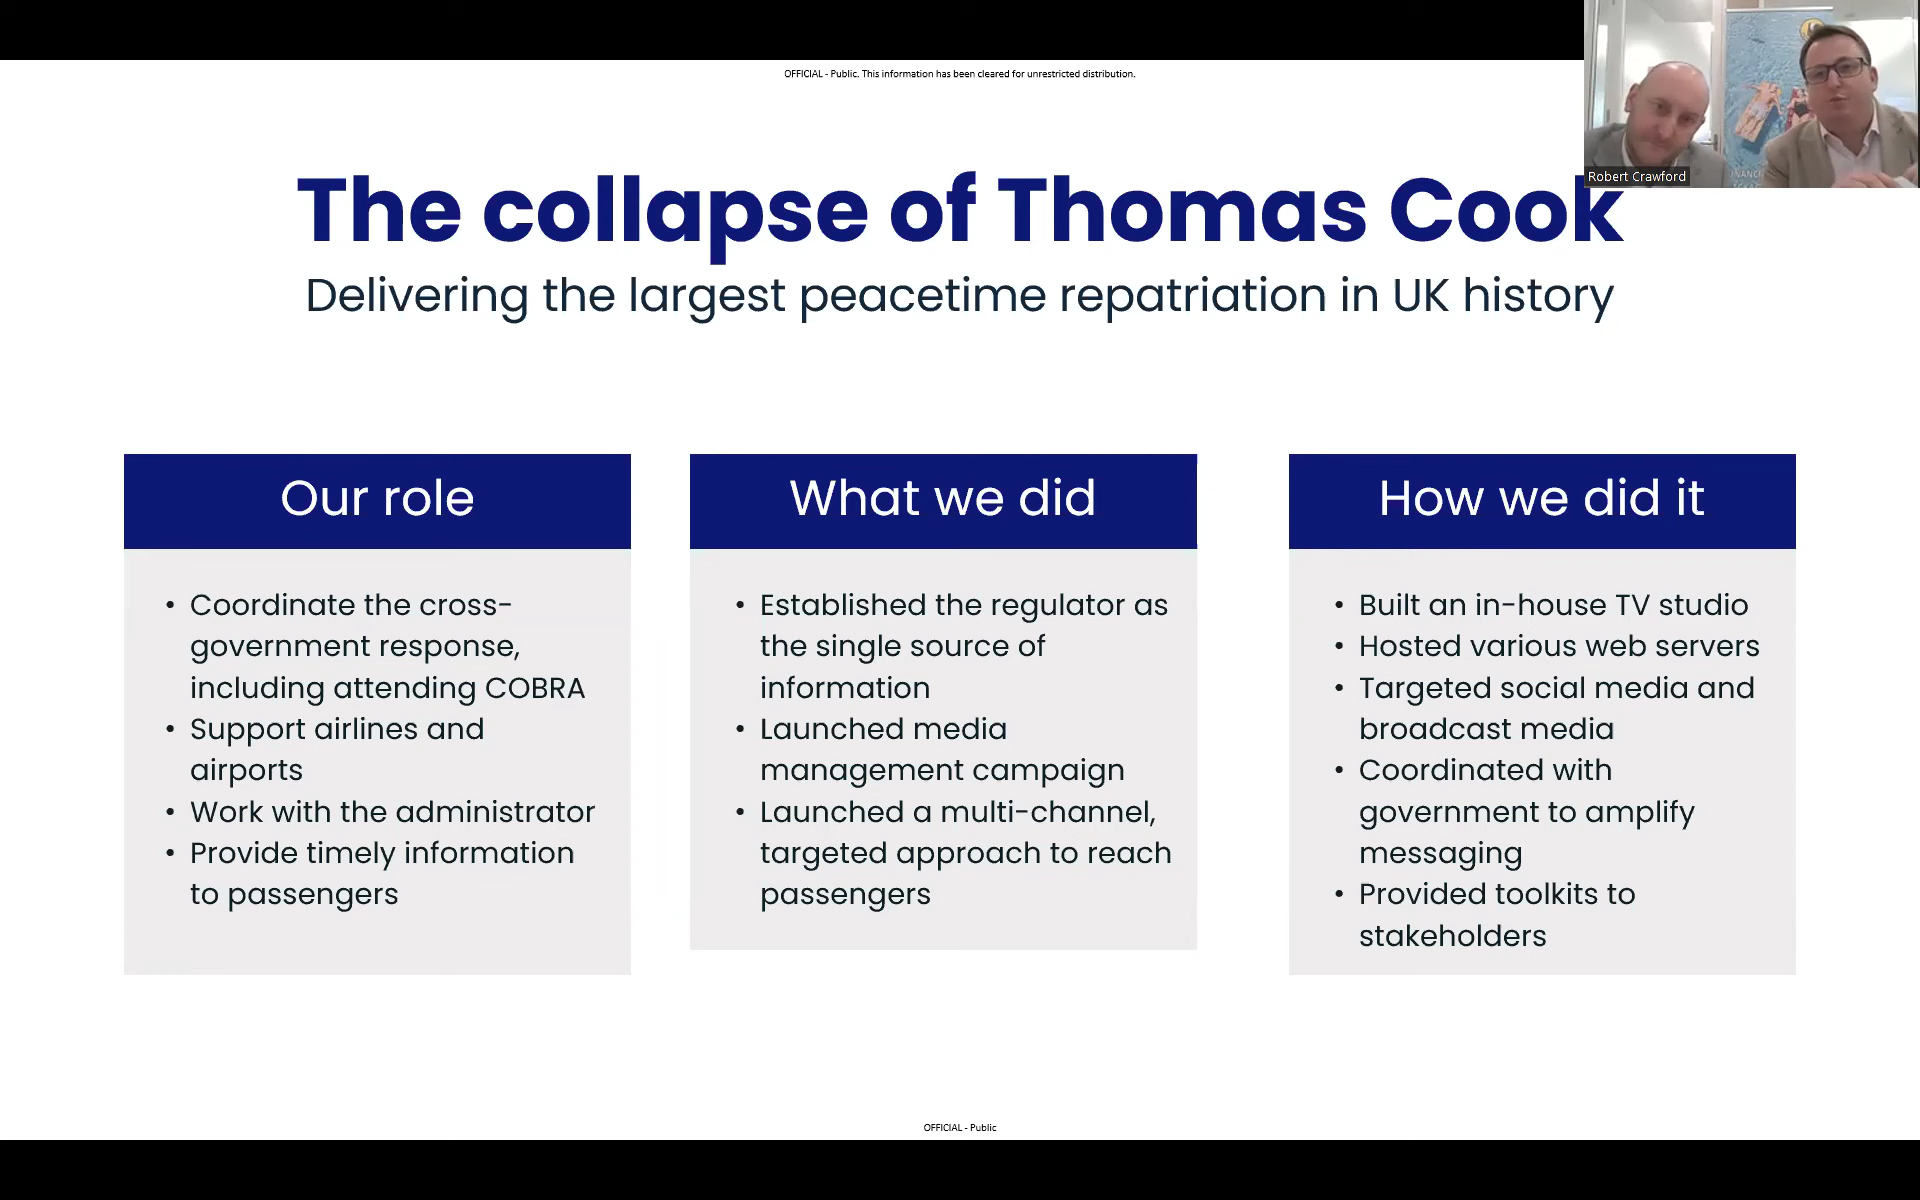 OFFICIAL - Public. This information has been cleared for unrestricted distribution.
Robert Crawford
The collapse of Thomas Cook
Delivering the largest peacetime repatriation in UK history
Our role
• Coordinate the cross-
government response,
including attending COBRA
• Support airlines and
airports
• Work with the administrator
• Provide timely information
to passengers
What we did
• Established the regulator as
the single source of
information
• Launched media
management campaign
• Launched a multi-channel,
targeted approach to reach
passengers
How we did it
• Built an in-house TV studio
• Hosted various web servers
• Targeted social media and
broadcast media
• Coordinated with
government to amplify
messaging
• Provided toolkits to
stakeholders
OFFICIAL - Public